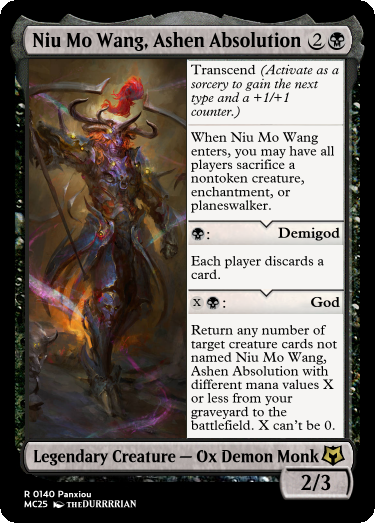 Niu Mo Wang, Ashen Absolution 2
Transcend (Activate as a
sorcery to gain the next
type and a +1/+1
counter.)
When Niu Mo Wang
enters, you may have all
players sacrifice a
nontoken creature,
enchantment, or
planeswalker.
: Demigod
Each player discards a
card.
X : God
Return any number of
target creature cards not
named Niu Mo Wang,
Ashen Absolution with
different mana values X
or less from your
graveyard to the
battlefield. X can't be 0.
Legendary Creature — Ox Demon Monk
2/3
R 0140 Panxiou
MC25 THEDURRRRIAN